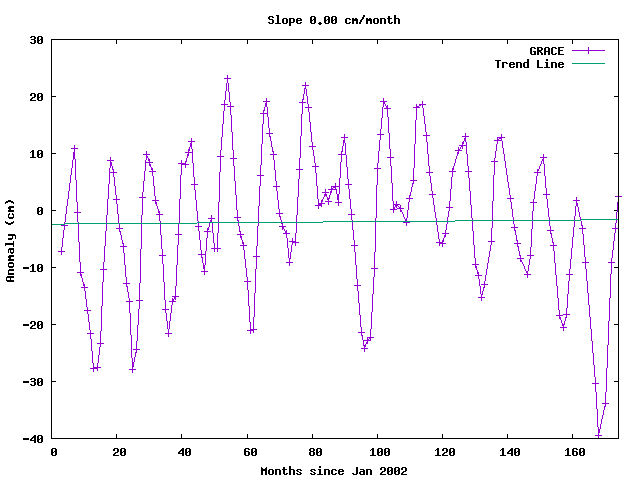 Slope 0.00 cm/month
GRACE
Trend Line
30
20
10
0
-10
-20
-30
-40
Anomaly (cm)
0 20 40 60 80 100 120 140 160
Months since Jan 2002